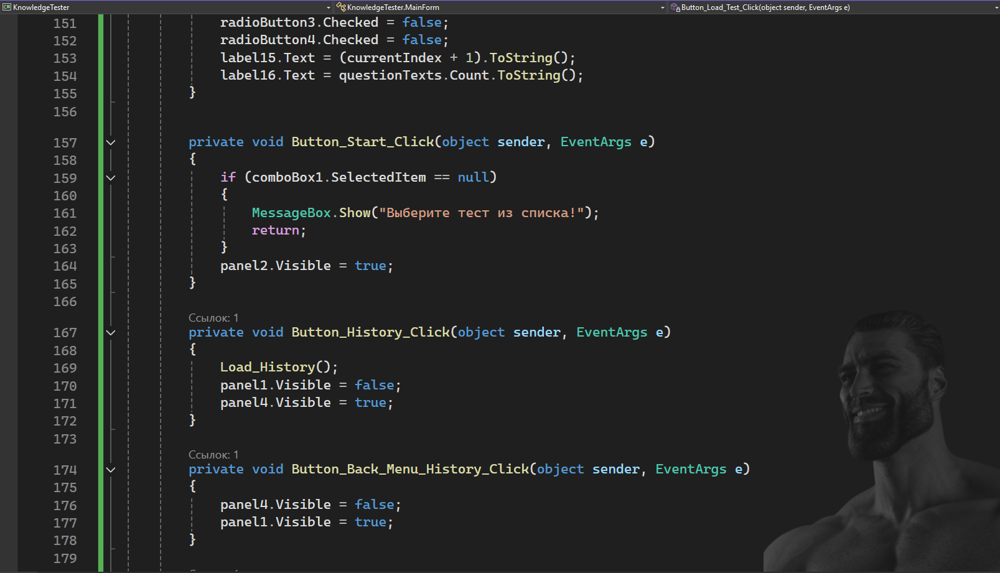 KnowledgeTester KnowledgeTester.MainForm Button_Load_Test_Click(object sender, EventArgs e)
151 radioButton3.Checked = false;
152 radioButton4.Checked = false;
153 label15.Text = (currentIndex + 1).ToString();
154 label16.Text = questionTexts.Count.ToString();
155 }
156
157 private void Button_Start_Click(object sender, EventArgs e)
158 {
159 if (comboBox1.SelectedItem == null)
160 {
161 MessageBox.Show("Выберите тест из списка!");
162 return;
163 }
164 panel2.Visible = true;
165 }
166
Ссылок: 1
167 private void Button_History_Click(object sender, EventArgs e)
168 {
169 Load_History();
170 panel1.Visible = false;
171 panel4.Visible = true;
172 }
173
Ссылок: 1
174 private void Button_Back_Menu_History_Click(object sender, EventArgs e)
175 {
176 panel4.Visible = false;
177 panel1.Visible = true;
178 }
179